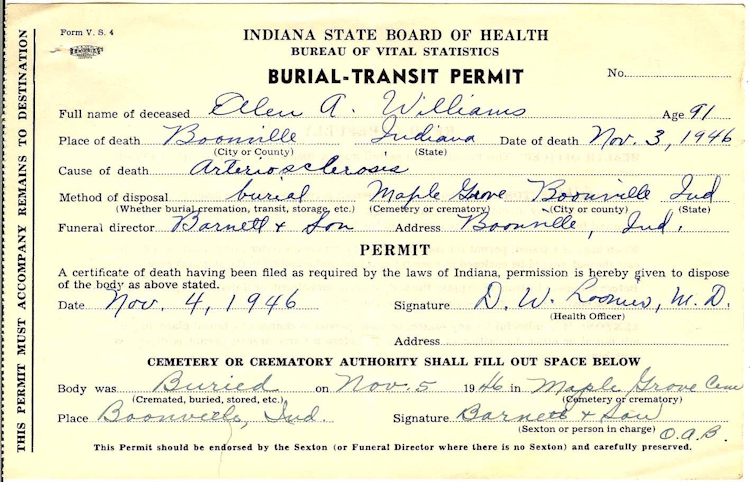 THIS PERMIT MUST ACCOMPANY REMAINS TO DESTINATION
Form V. S. 4
INDIANA STATE BOARD OF HEALTH
BUREAU OF VITAL STATISTICS
BURIAL-TRANSIT PERMIT
No.
Full name of deceased Allen A. Williams Age 91
Place of death Boonville Indiana Date of death Nov. 3, 1946
(City or County) (State)
Cause of death Arteriosclerosis
Method of disposal burial Maple Grove Boonville Ind
(Whether burial, cremation, transit, storage, etc.) (Cemetery or crematory) (City or county) (State)
Funeral director Barnett & Son Address Boonville, Ind.
PERMIT
A certificate of death having been filed as required by the laws of Indiana, permission is hereby given to dispose
of the body as above stated.
Date Nov. 4, 1946 Signature D. W. M. D.
(Health Officer)
Address
CEMETERY OR CREMATORY AUTHORITY SHALL FILL OUT SPACE BELOW
Body was Buried on Nov. 5 1946 in Maple Grove Cem
(Cremated, buried, stored, etc.) (Cemetery or crematory)
Place Boonville, Ind Signature Barnett & Son
(Sexton or person in charge) O.A.B.
This Permit should be endorsed by the Sexton (or Funeral Director where there is no Sexton) and carefully preserved.